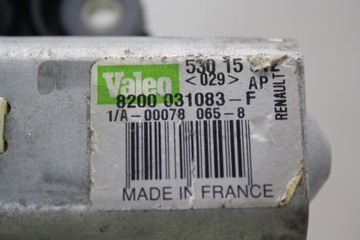 Valeo
530 15
<029> AP
8200 031083-F
1/A-00078 065-8
RENAULT
MADE IN FRANCE